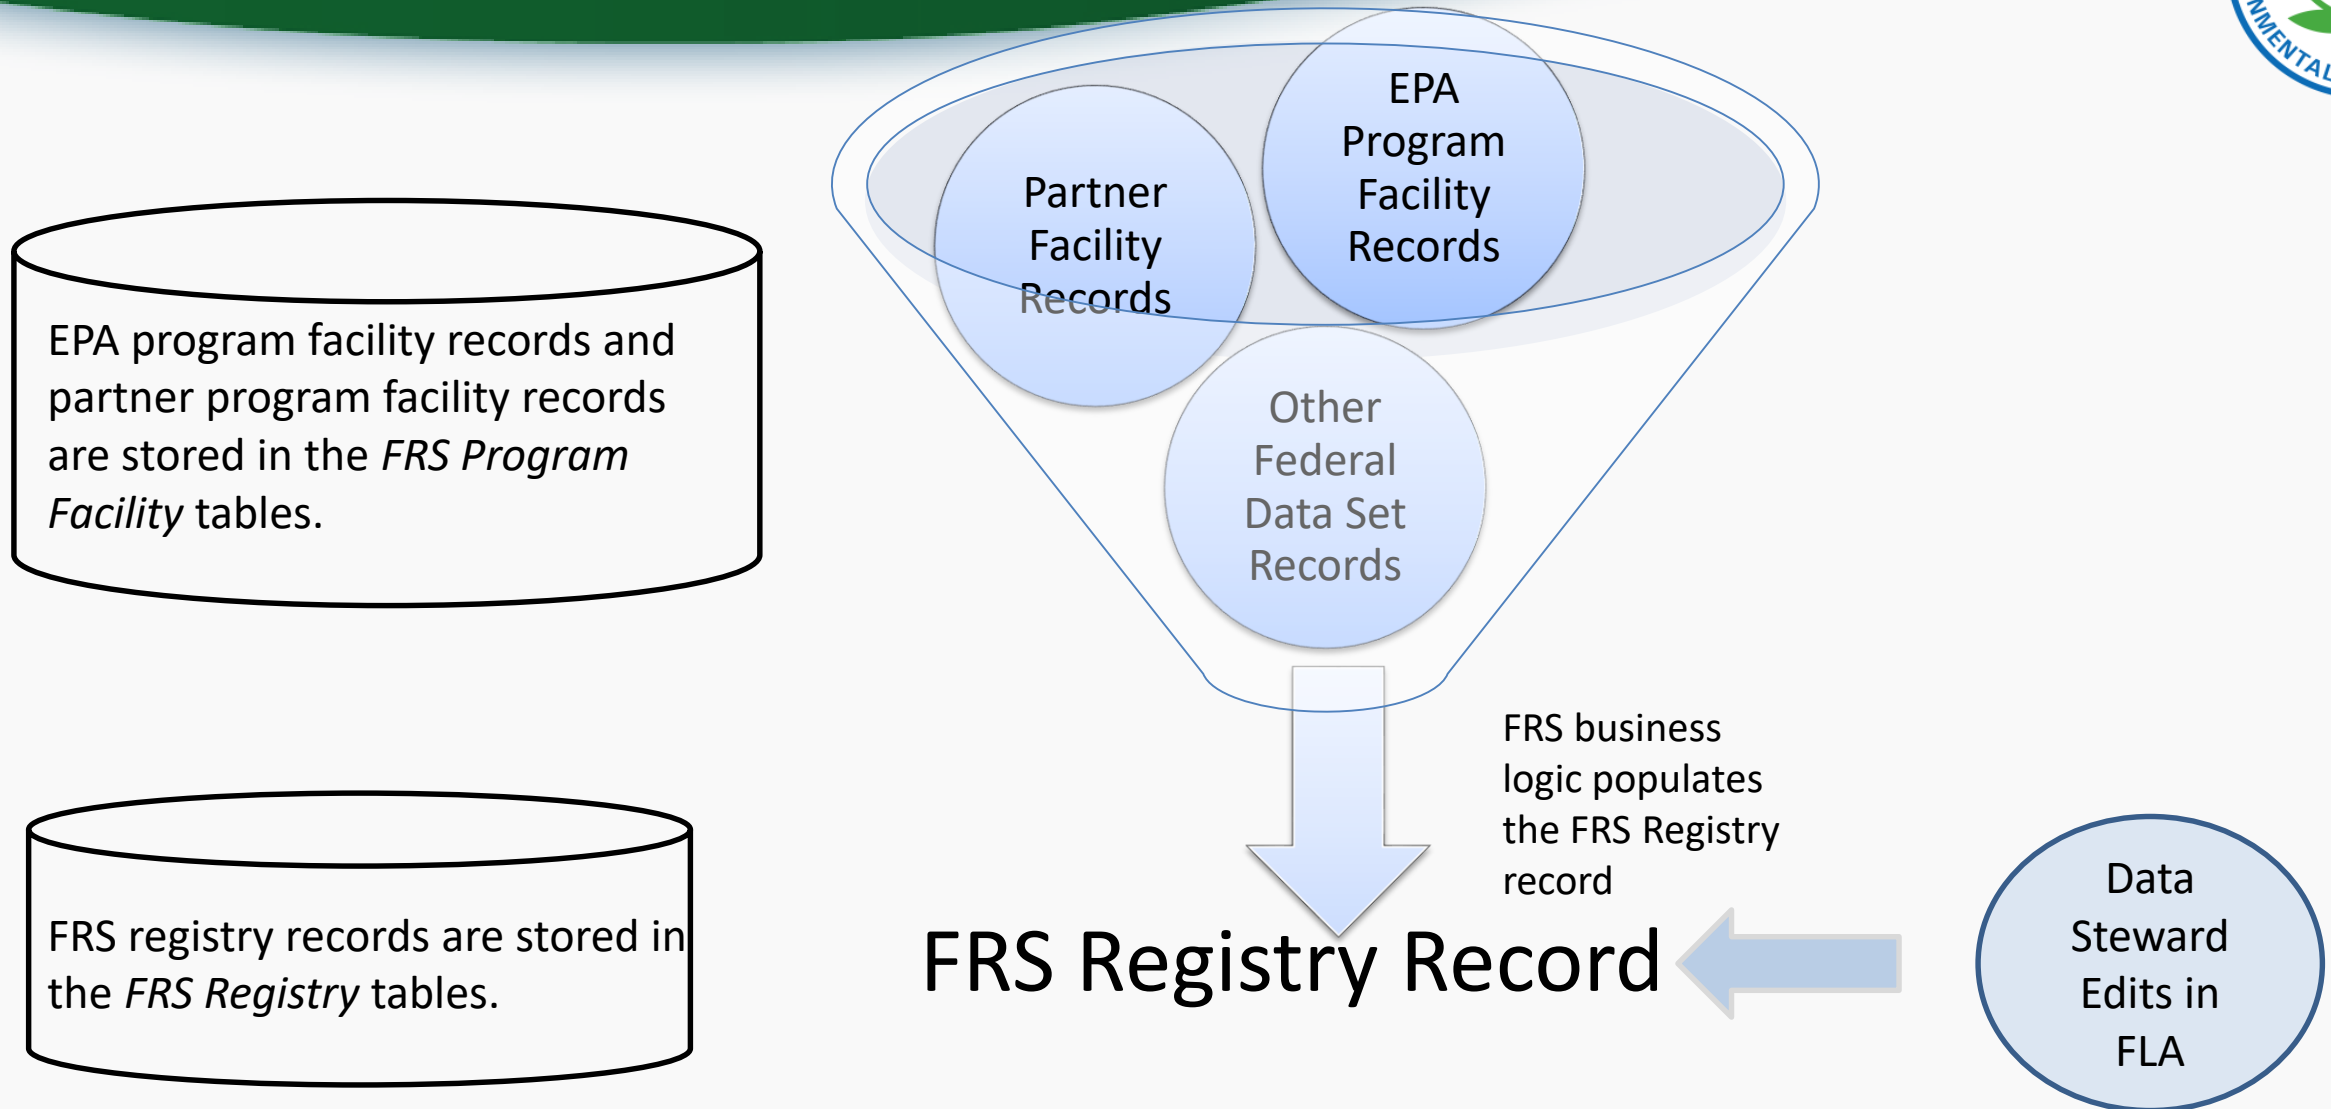 EPA program facility records and
partner program facility records
are stored in the FRS Program
Facility tables.
Partner
Facility
Records
EPA
Program
Facility
Records
Other
Federal
Data Set
Records
FRS business
logic populates
the FRS Registry
record
FRS registry records are stored in
the FRS Registry tables.
FRS Registry Record
Data
Steward
Edits in
FLA